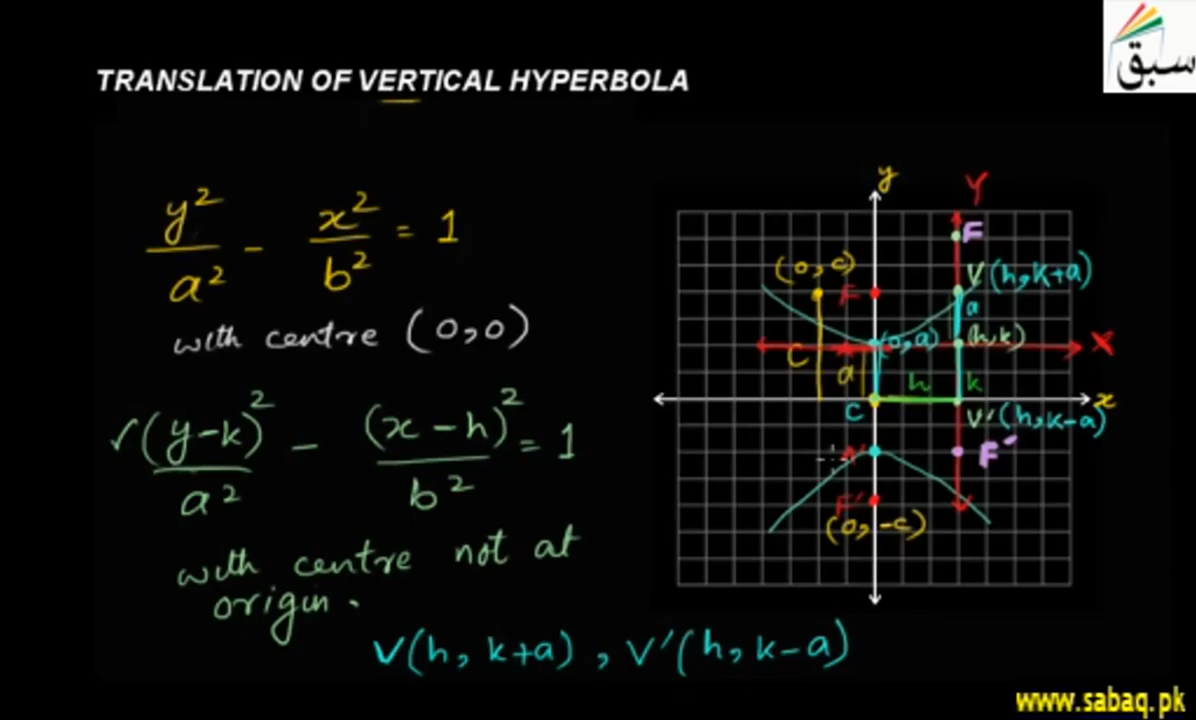 سبق
TRANSLATION OF VERTICAL HYPERBOLA
y²/a² - x²/b² = 1
with centre (0,0)
✓(y-k)²/a² - (x-h)²/b² = 1
with centre not at
origin.
V(h, k+a), V'(h, k-a)
y
Y
F
(0, c)
F
V(h, k+a)
a
C
(0, a)
(h, k)
X
a
h
k
C
x
V'(h, k-a)
F'
F'
(0, -c)
www.sabaq.pk